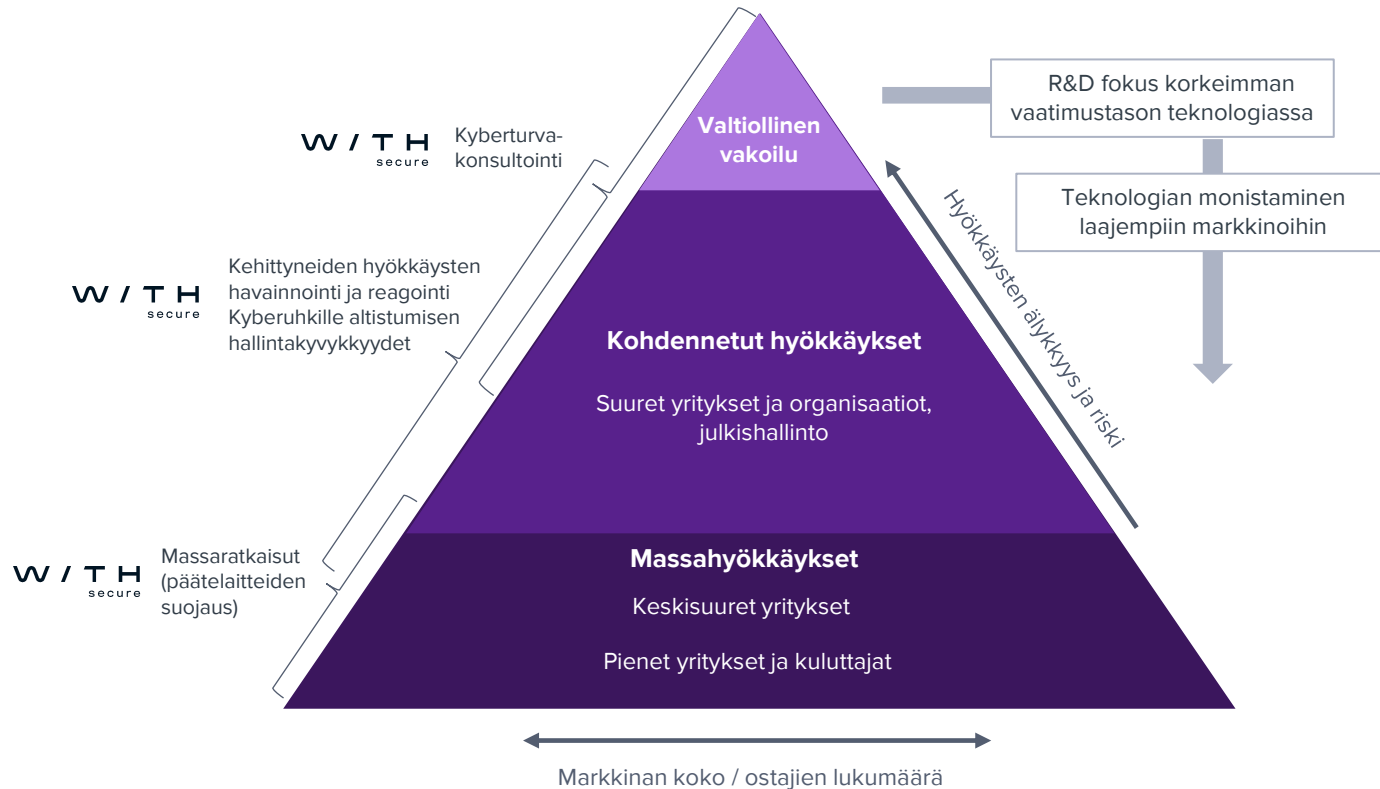 W / TH
secure
Kyberturva-
konsultointi
W / TH
secure
Kehittyneiden hyökkäysten
havainnointi ja reagointi
Kyberuhkille altistumisen
hallintakyvykkyydet
W / TH
secure
Massaratkaisut
(päätelaitteiden
suojaus)
Valtiollinen
vakoilu
Kohdennetut hyökkäykset
Suuret yritykset ja organisaatiot,
julkishallinto
Massahyökkäykset
Keskisuuret yritykset
Pienet yritykset ja kuluttajat
Hyökkäysten älykkyys ja riski
R&D fokus korkeimman
vaatimustason teknologiassa
Teknologian monistaminen
laajempiin markkinoihin
Markkinan koko / ostajien lukumäärä